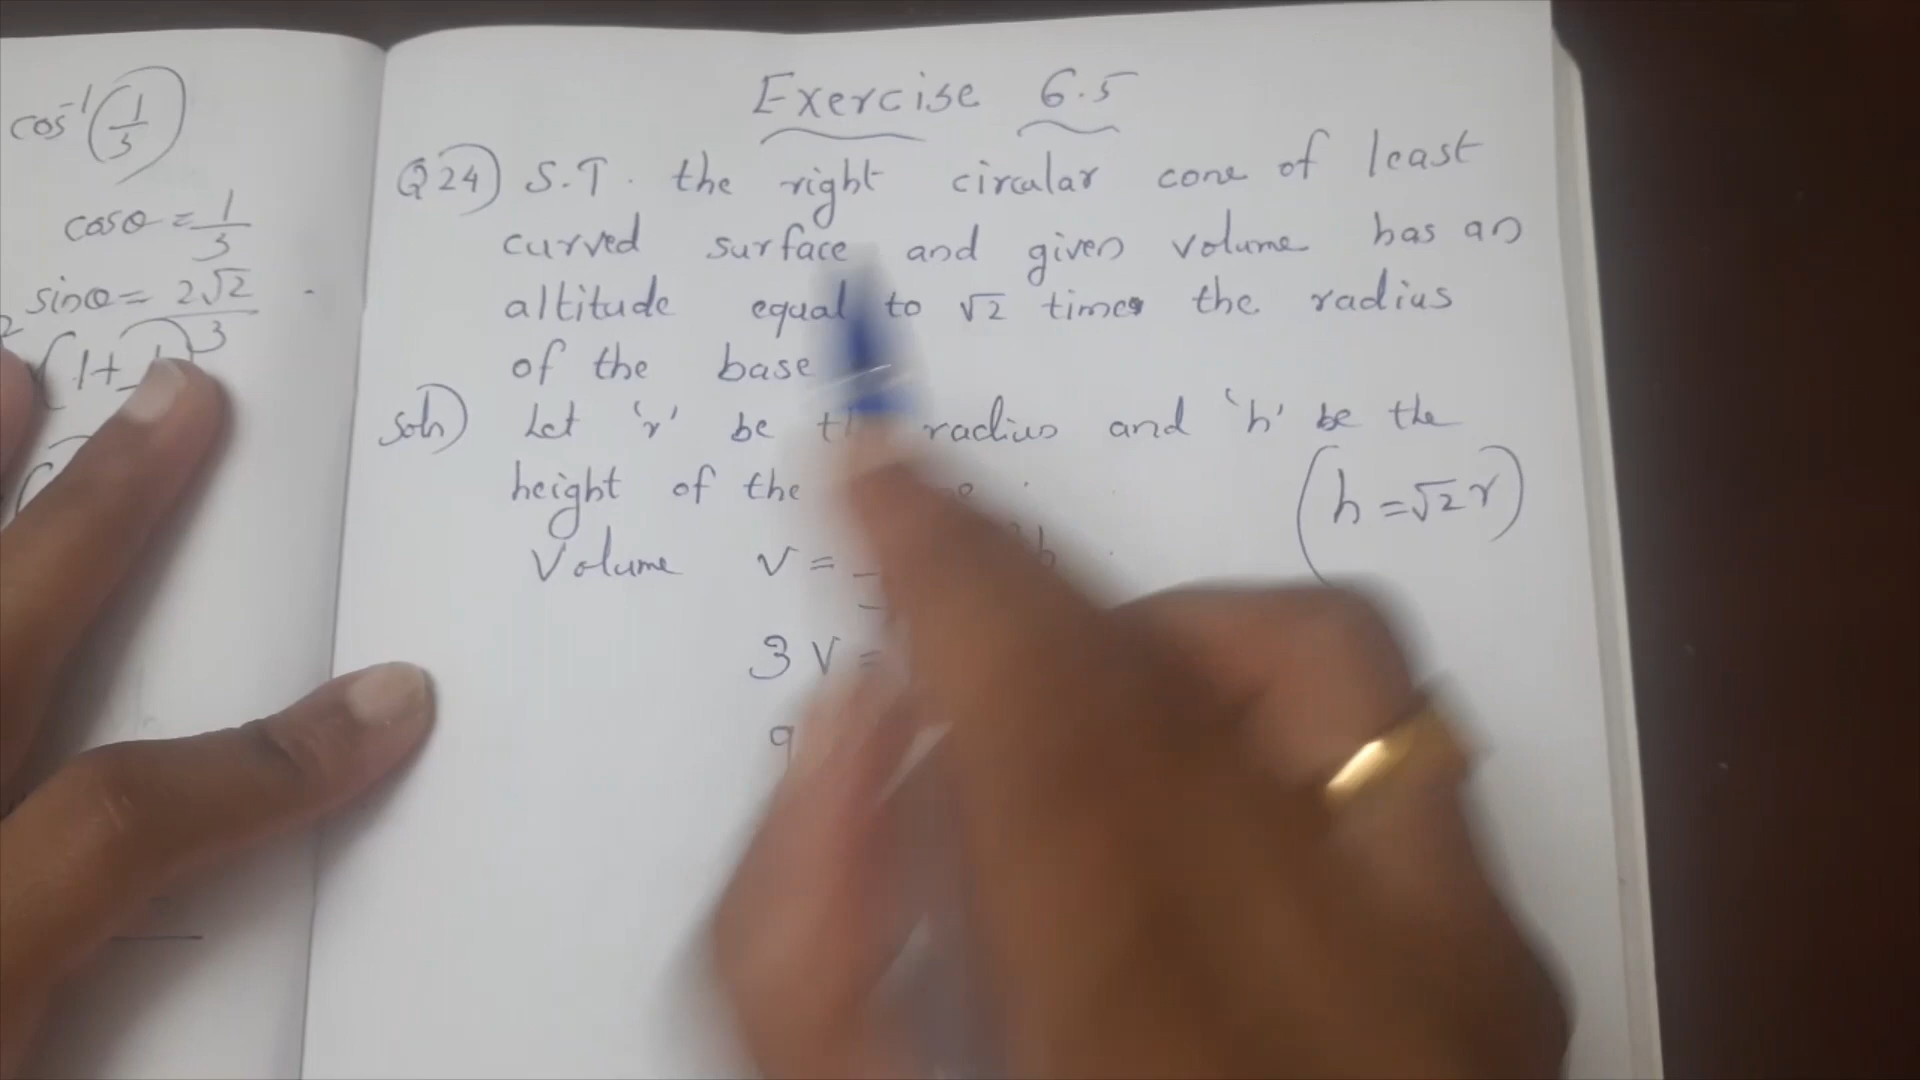 cos⁻¹(1/3)
cosθ = 1/3
sinθ = 2√2/3
(1+
Exercise 6.5
Q24) S.T. the right circular cone of least
curved surface and given volume has an
altitude equal to √2 times the radius
of the base
Soln) Let 'r' be radius and 'h' be the
height of the
(h = √2 r)
Volume V =
3V =
9